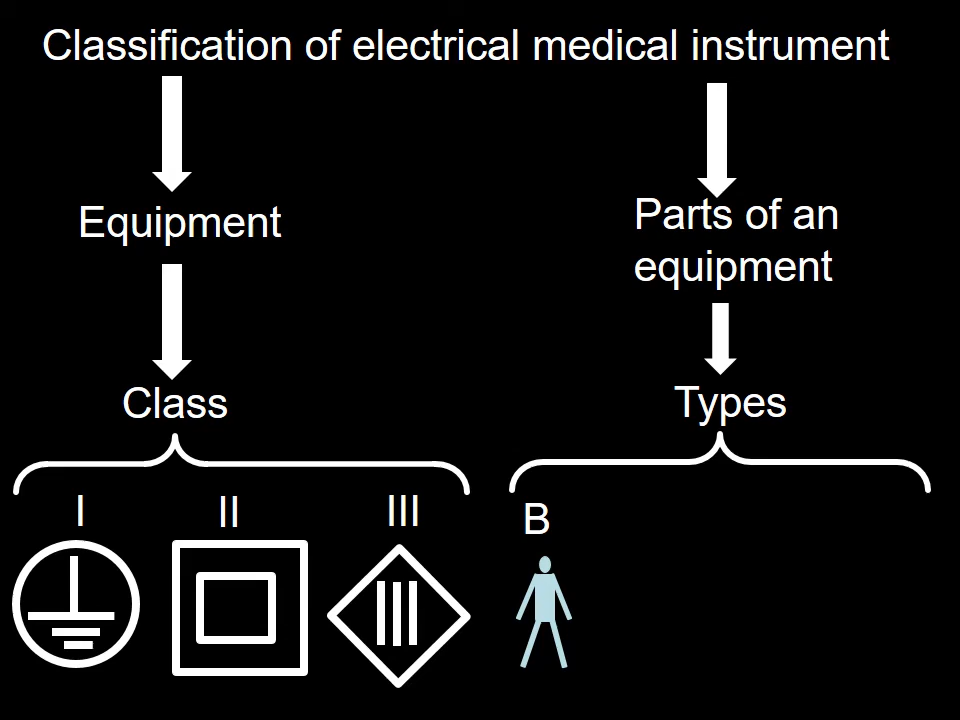 Classification of electrical medical instrument
Equipment
Parts of an
equipment
Class
Types
I
II
III
B